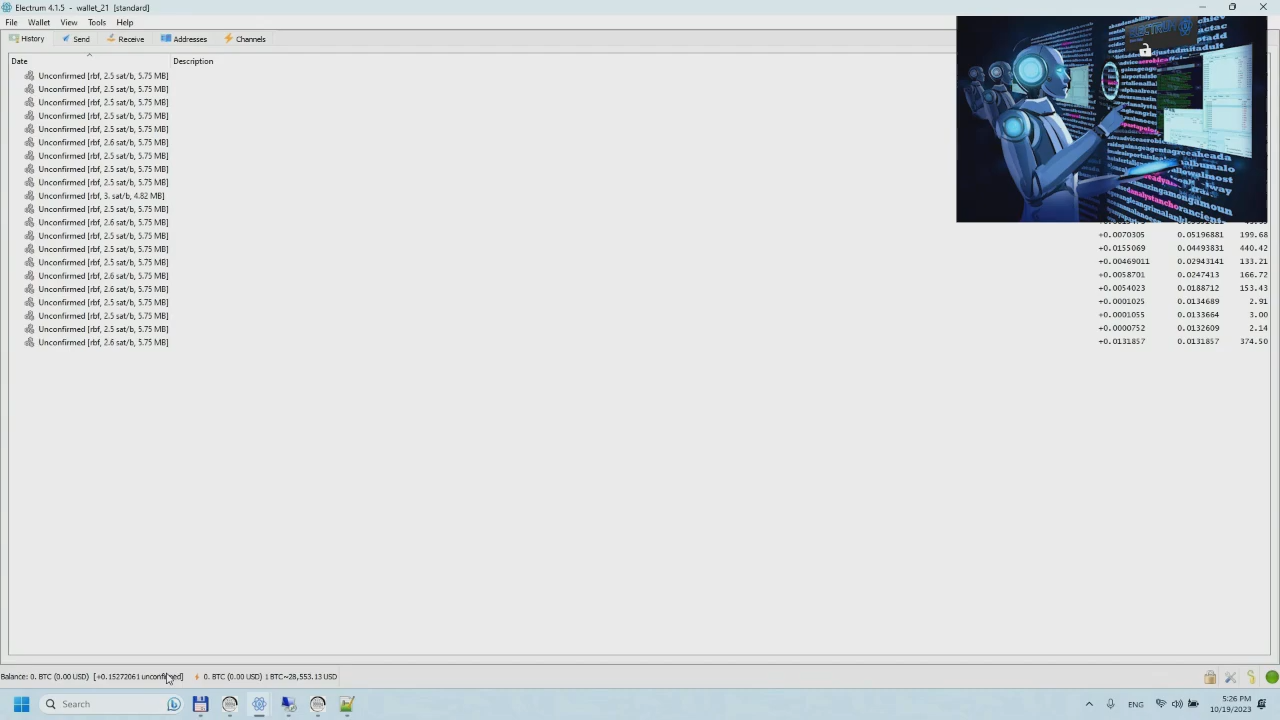 Electrum 4.1.5 - wallet_21 [standard]
File Wallet View Tools Help
History Send Receive Addresses Channels
Date Description
Unconfirmed [rbf, 2.5 sat/b, 5.75 MB]
Unconfirmed [rbf, 2.5 sat/b, 5.75 MB]
Unconfirmed [rbf, 2.5 sat/b, 5.75 MB]
Unconfirmed [rbf, 2.5 sat/b, 5.75 MB]
Unconfirmed [rbf, 2.5 sat/b, 5.75 MB]
Unconfirmed [rbf, 2.6 sat/b, 5.75 MB]
Unconfirmed [rbf, 2.5 sat/b, 5.75 MB]
Unconfirmed [rbf, 2.5 sat/b, 5.75 MB]
Unconfirmed [rbf, 2.5 sat/b, 5.75 MB]
Unconfirmed [rbf, 3. sat/b, 4.82 MB]
Unconfirmed [rbf, 2.5 sat/b, 5.75 MB]
Unconfirmed [rbf, 2.6 sat/b, 5.75 MB]
Unconfirmed [rbf, 2.5 sat/b, 5.75 MB] +0.0070305 0.05196881 199.68
Unconfirmed [rbf, 2.5 sat/b, 5.75 MB] +0.0155069 0.04493831 440.42
Unconfirmed [rbf, 2.5 sat/b, 5.75 MB] +0.00469011 0.02943141 133.21
Unconfirmed [rbf, 2.6 sat/b, 5.75 MB] +0.0058701 0.0247413 166.72
Unconfirmed [rbf, 2.6 sat/b, 5.75 MB] +0.0054023 0.0188712 153.43
Unconfirmed [rbf, 2.5 sat/b, 5.75 MB] +0.0001025 0.0134689 2.91
Unconfirmed [rbf, 2.5 sat/b, 5.75 MB] +0.0001055 0.0133664 3.00
Unconfirmed [rbf, 2.5 sat/b, 5.75 MB] +0.0000752 0.0132609 2.14
Unconfirmed [rbf, 2.6 sat/b, 5.75 MB] +0.0131857 0.0131857 374.50
Balance: 0. BTC (0.00 USD) [+0.15272061 unconfirmed] 0. BTC (0.00 USD) 1 BTC~28,553.13 USD
Search ENG 5:26 PM
10/19/2023